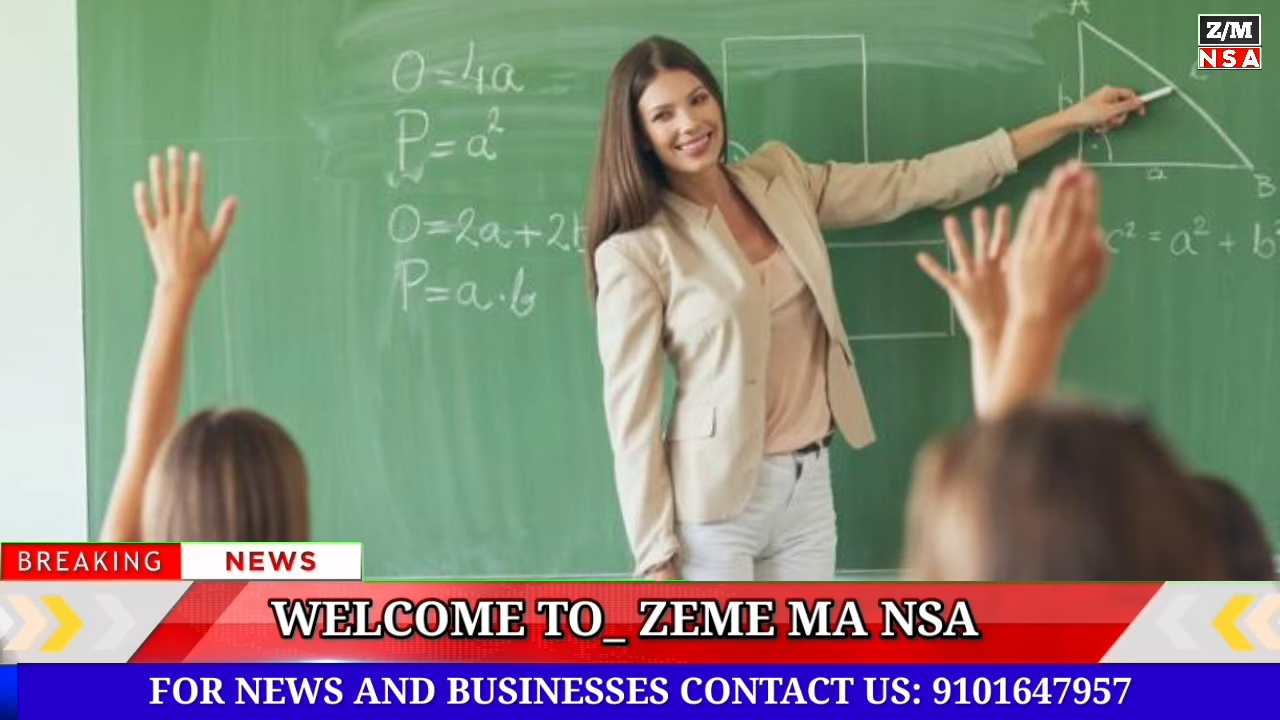 Z/M
NSA
A
O=4a
P=a²
b
a
B
O=2a+2b
c²=a²+b²
P=a·b
BREAKING NEWS
WELCOME TO_ ZEME MA NSA
FOR NEWS AND BUSINESSES CONTACT US: 9101647957